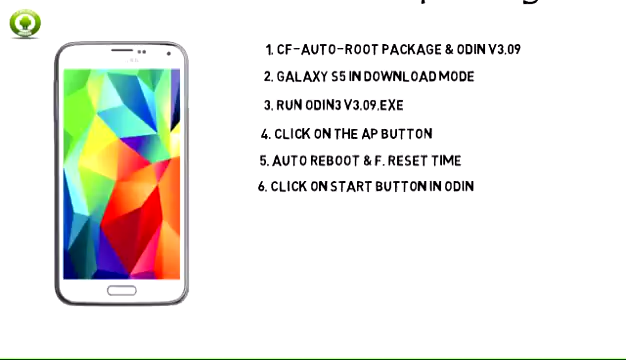 1. CF-AUTO-ROOT PACKAGE & ODIN V3.09
2. GALAXY S5 IN DOWNLOAD MODE
3. RUN ODIN3 V3.09.EXE
4. CLICK ON THE AP BUTTON
5. AUTO REBOOT & F. RESET TIME
6. CLICK ON START BUTTON IN ODIN